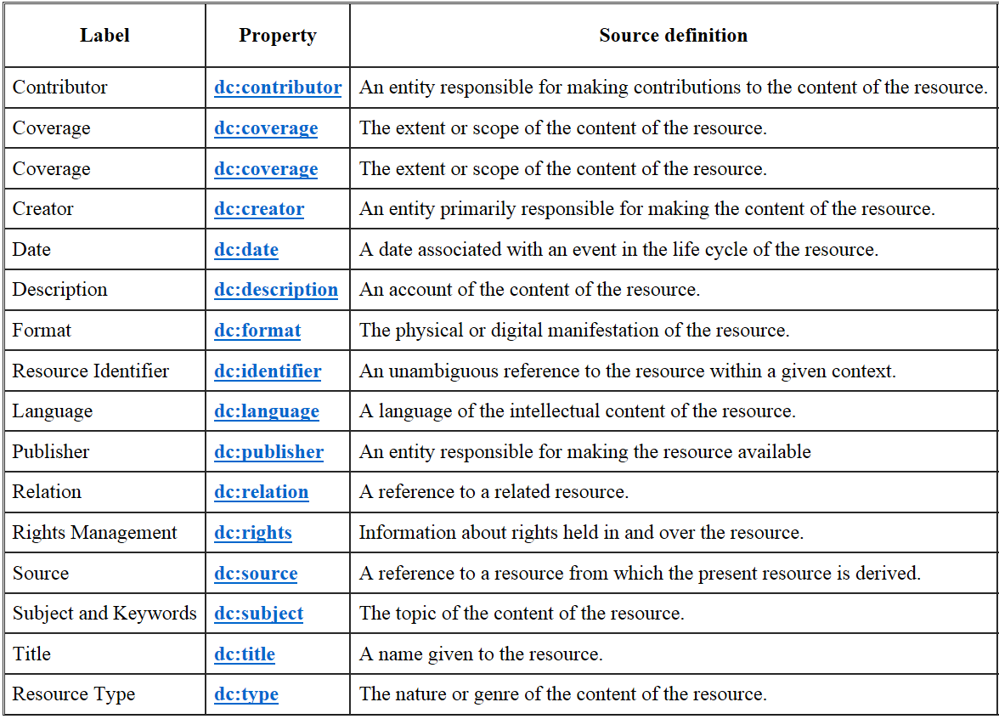 Label Property Source definition
Contributor dc:contributor An entity responsible for making contributions to the content of the resource.
Coverage dc:coverage The extent or scope of the content of the resource.
Coverage dc:coverage The extent or scope of the content of the resource.
Creator dc:creator An entity primarily responsible for making the content of the resource.
Date dc:date A date associated with an event in the life cycle of the resource.
Description dc:description An account of the content of the resource.
Format dc:format The physical or digital manifestation of the resource.
Resource Identifier dc:identifier An unambiguous reference to the resource within a given context.
Language dc:language A language of the intellectual content of the resource.
Publisher dc:publisher An entity responsible for making the resource available
Relation dc:relation A reference to a related resource.
Rights Management dc:rights Information about rights held in and over the resource.
Source dc:source A reference to a resource from which the present resource is derived.
Subject and Keywords dc:subject The topic of the content of the resource.
Title dc:title A name given to the resource.
Resource Type dc:type The nature or genre of the content of the resource.